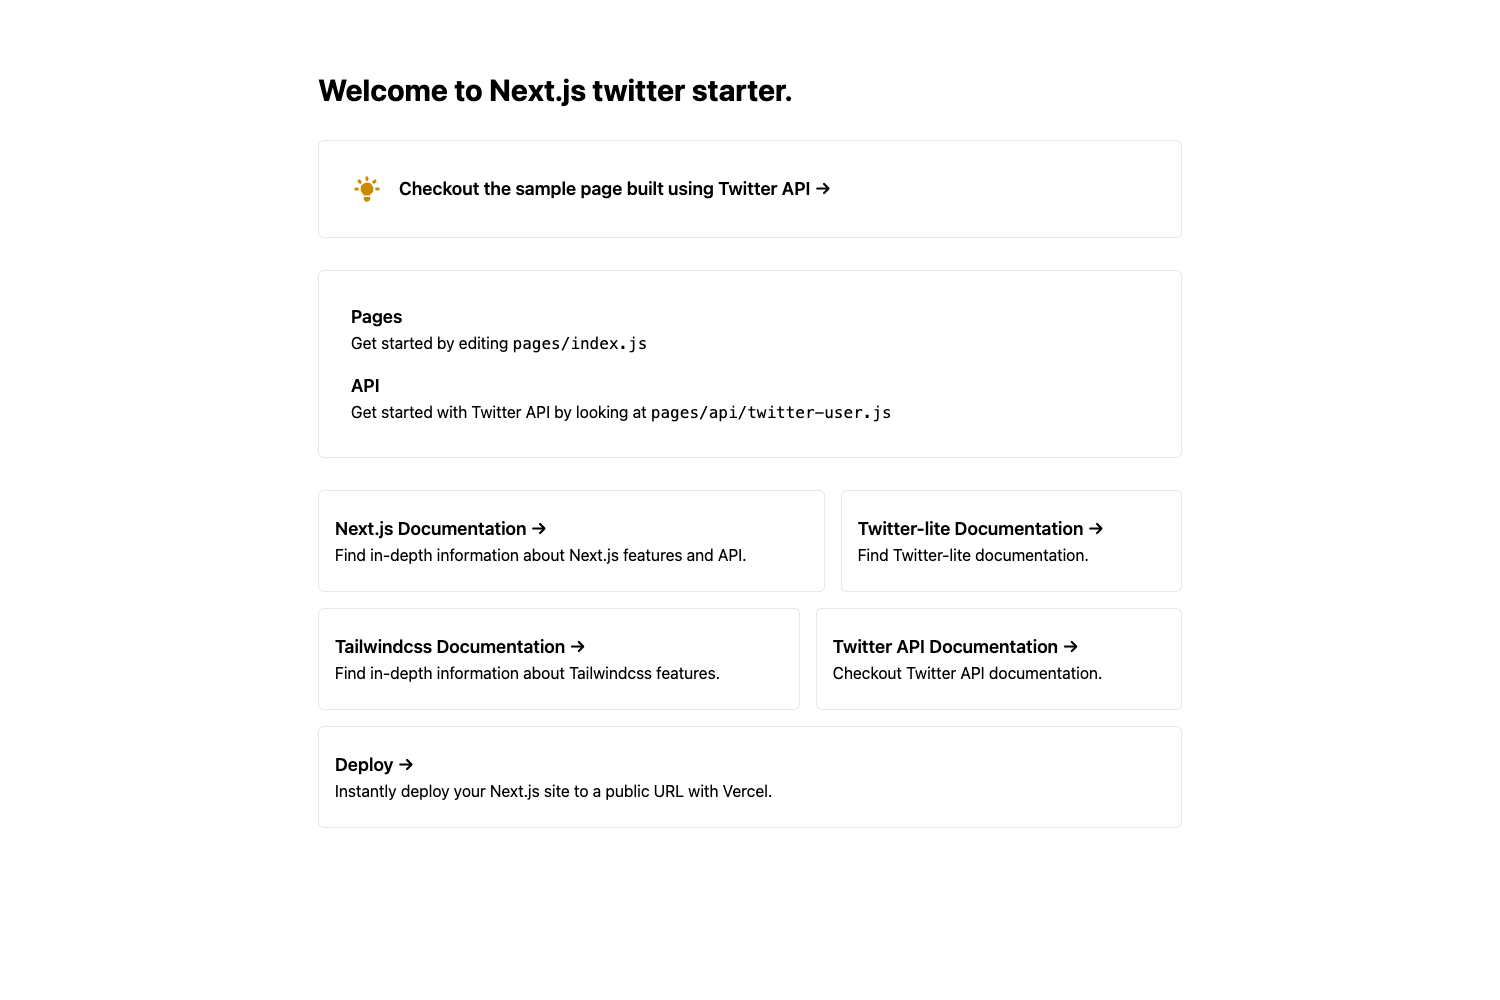 Welcome to Next.js twitter starter.
Checkout the sample page built using Twitter API →
Pages
Get started by editing pages/index.js
API
Get started with Twitter API by looking at pages/api/twitter-user.js
Next.js Documentation →
Find in-depth information about Next.js features and API.
Twitter-lite Documentation →
Find Twitter-lite documentation.
Tailwindcss Documentation →
Find in-depth information about Tailwindcss features.
Twitter API Documentation →
Checkout Twitter API documentation.
Deploy →
Instantly deploy your Next.js site to a public URL with Vercel.